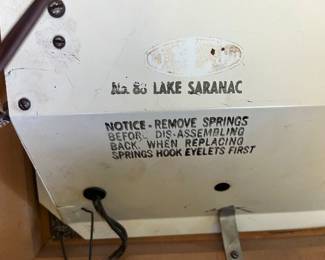 No. 88 LAKE SARANAC
NOTICE - REMOVE SPRINGS
BEFORE DIS-ASSEMBLING
BACK. WHEN REPLACING
SPRINGS HOOK EYELETS FIRST